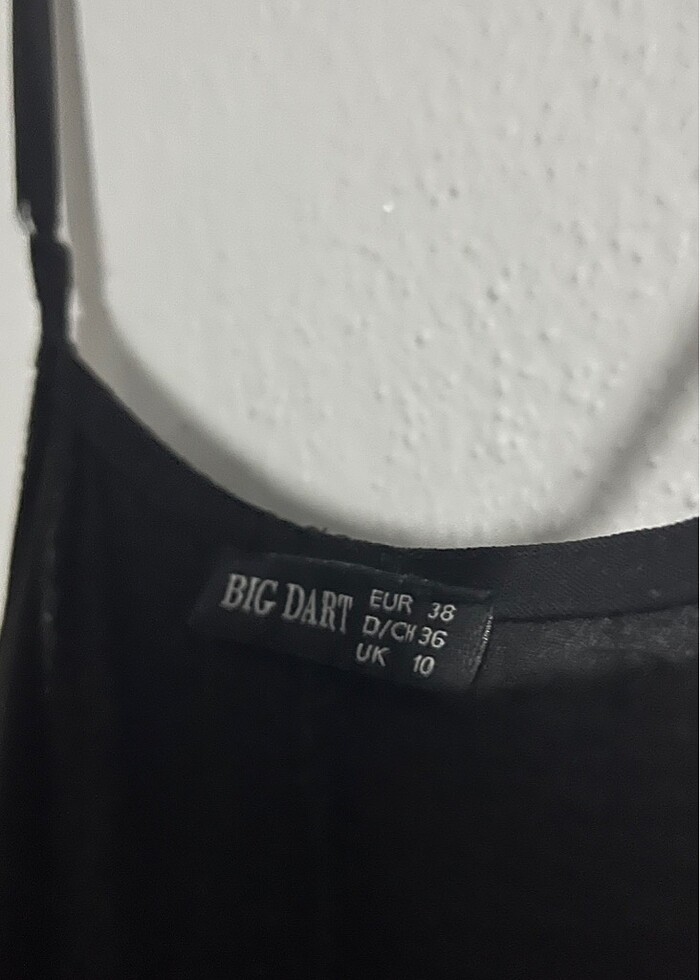 BIG DART
EUR 38
D/CH 36
UK 10